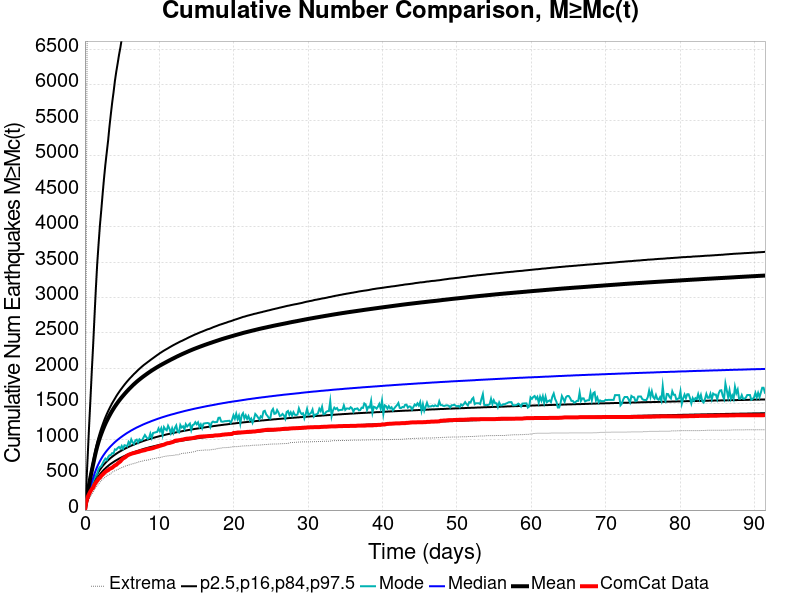 Cumulative Number Comparison, M≥Mc(t)
Cumulative Num Earthquakes M≥Mc(t)
6500
6000
5500
5000
4500
4000
3500
3000
2500
2000
1500
1000
500
0
0 10 20 30 40 50 60 70 80 90
Time (days)
Extrema p2.5,p16,p84,p97.5 Mode Median Mean ComCat Data